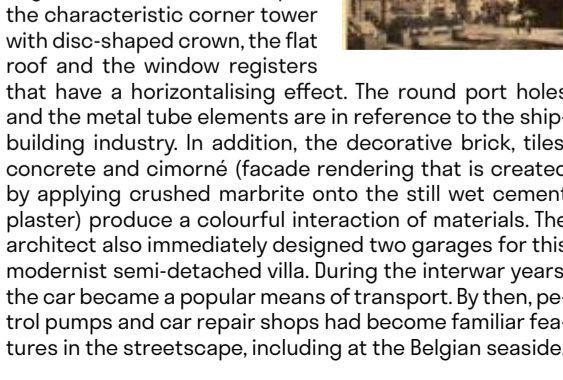 the characteristic corner tower
with disc-shaped crown, the flat
roof and the window registers
that have a horizontalising effect. The round port holes
and the metal tube elements are in reference to the ship-
building industry. In addition, the decorative brick, tiles
concrete and cimorné (facade rendering that is created
by applying crushed marbrite onto the still wet cement
plaster) produce a colourful interaction of materials. The
architect also immediately designed two garages for this
modernist semi-detached villa. During the interwar years
the car became a popular means of transport. By then, pe-
trol pumps and car repair shops had become familiar fea-
tures in the streetscape, including at the Belgian seaside.